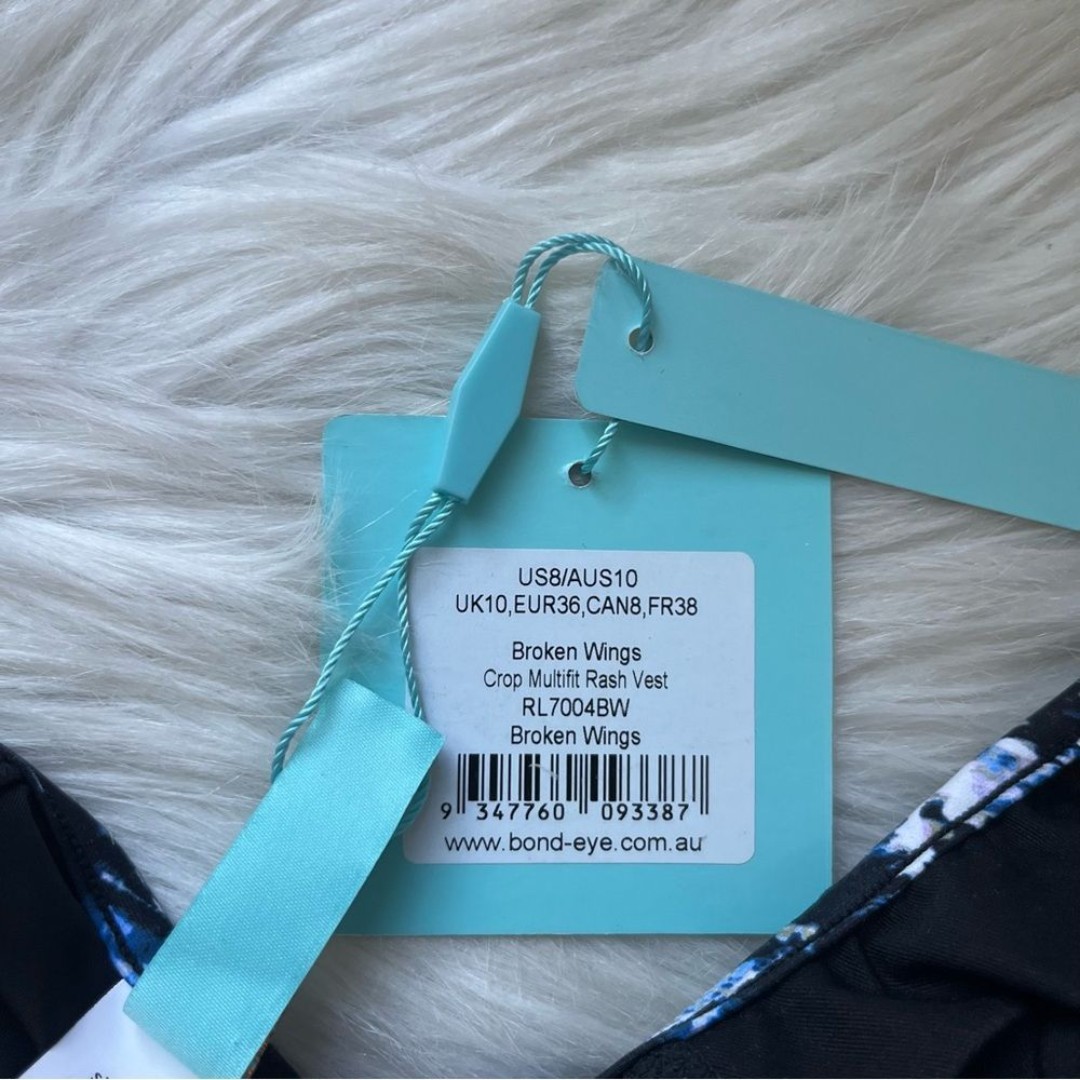 US8/AUS10
UK10,EUR36,CAN8,FR38
Broken Wings
Crop Multifit Rash Vest
RL7004BW
Broken Wings
9 347760 093387
www.bond-eye.com.au